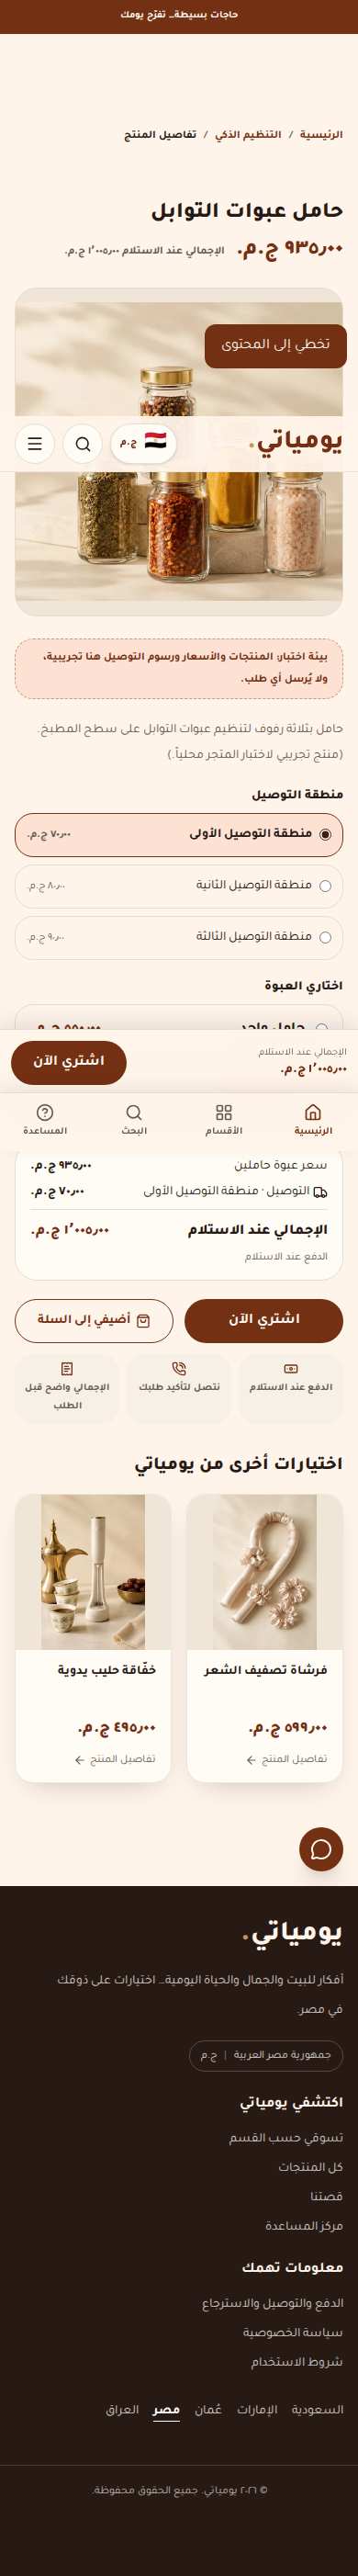 حاجات بسيطة… تفرّح يومك
الرئيسية / التنظيم الذكي / تفاصيل المنتج
حامل عبوات التوابل
٩٣٥٫٠٠ ج.م. الإجمالي عند الاستلام ١٬٠٠٥٫٠٠ ج.م.
تخطي إلى المحتوى
يومياتي.
ج.م
بيئة اختبار: المنتجات والأسعار ورسوم التوصيل هنا تجريبية،
ولا يُرسل أي طلب.
حامل بثلاثة رفوف لتنظيم عبوات التوابل على سطح المطبخ.
(منتج تجريبي لاختبار المتجر محلياً.)
منطقة التوصيل
منطقة التوصيل الأولى ٧٠٫٠٠ ج.م.
منطقة التوصيل الثانية ٨٠٫٠٠ ج.م.
منطقة التوصيل الثالثة ٩٠٫٠٠ ج.م.
اختاري العبوة
حامل واحد
الإجمالي عند الاستلام
١٬٠٠٥٫٠٠ ج.م.
اشتري الآن
الرئيسية
الأقسام
البحث
المساعدة
سعر عبوة حاملين ٩٣٥٫٠٠ ج.م.
التوصيل · منطقة التوصيل الأولى ٧٠٫٠٠ ج.م.
الإجمالي عند الاستلام ١٬٠٠٥٫٠٠ ج.م.
الدفع عند الاستلام
اشتري الآن
أضيفي إلى السلة
الدفع عند الاستلام
نتصل لتأكيد طلبك
الإجمالي واضح قبل
الطلب
اختيارات أخرى من يومياتي
فرشاة تصفيف الشعر
٥٩٩٫٠٠ ج.م.
تفاصيل المنتج
خفّاقة حليب يدوية
٤٩٥٫٠٠ ج.م.
تفاصيل المنتج
يومياتي.
أفكار للبيت والجمال والحياة اليومية… اختيارات على ذوقك
في مصر.
جمهورية مصر العربية | ج.م
اكتشفي يومياتي
تسوقي حسب القسم
كل المنتجات
قصتنا
مركز المساعدة
معلومات تهمك
الدفع والتوصيل والاسترجاع
سياسة الخصوصية
شروط الاستخدام
السعودية الإمارات عُمان مصر العراق
© ٢٠٢٦ يومياتي. جميع الحقوق محفوظة.